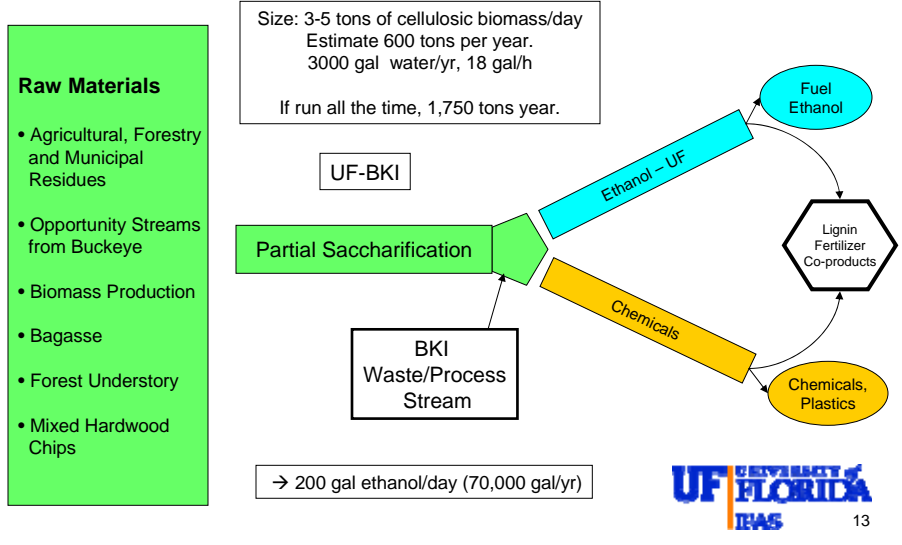 Size: 3-5 tons of cellulosic biomass/day
Estimate 600 tons per year.
3000 gal  water/yr, 18 gal/h
If run all the time, 1,750 tons year.
Raw Materials
• Agricultural, Forestry
and Municipal
Residues
• Opportunity Streams
from Buckeye
• Biomass Production
• Bagasse
• Forest Understory
• Mixed Hardwood
Chips
UF-BKI
Partial Saccharification
BKI
Waste/Process
Stream
Ethanol – UF
Chemicals
Fuel
Ethanol
Lignin
Fertilizer
Co-products
Chemicals,
Plastics
→ 200 gal ethanol/day (70,000 gal/yr)
UF UNIVERSITY of
FLORIDA
IFAS
13